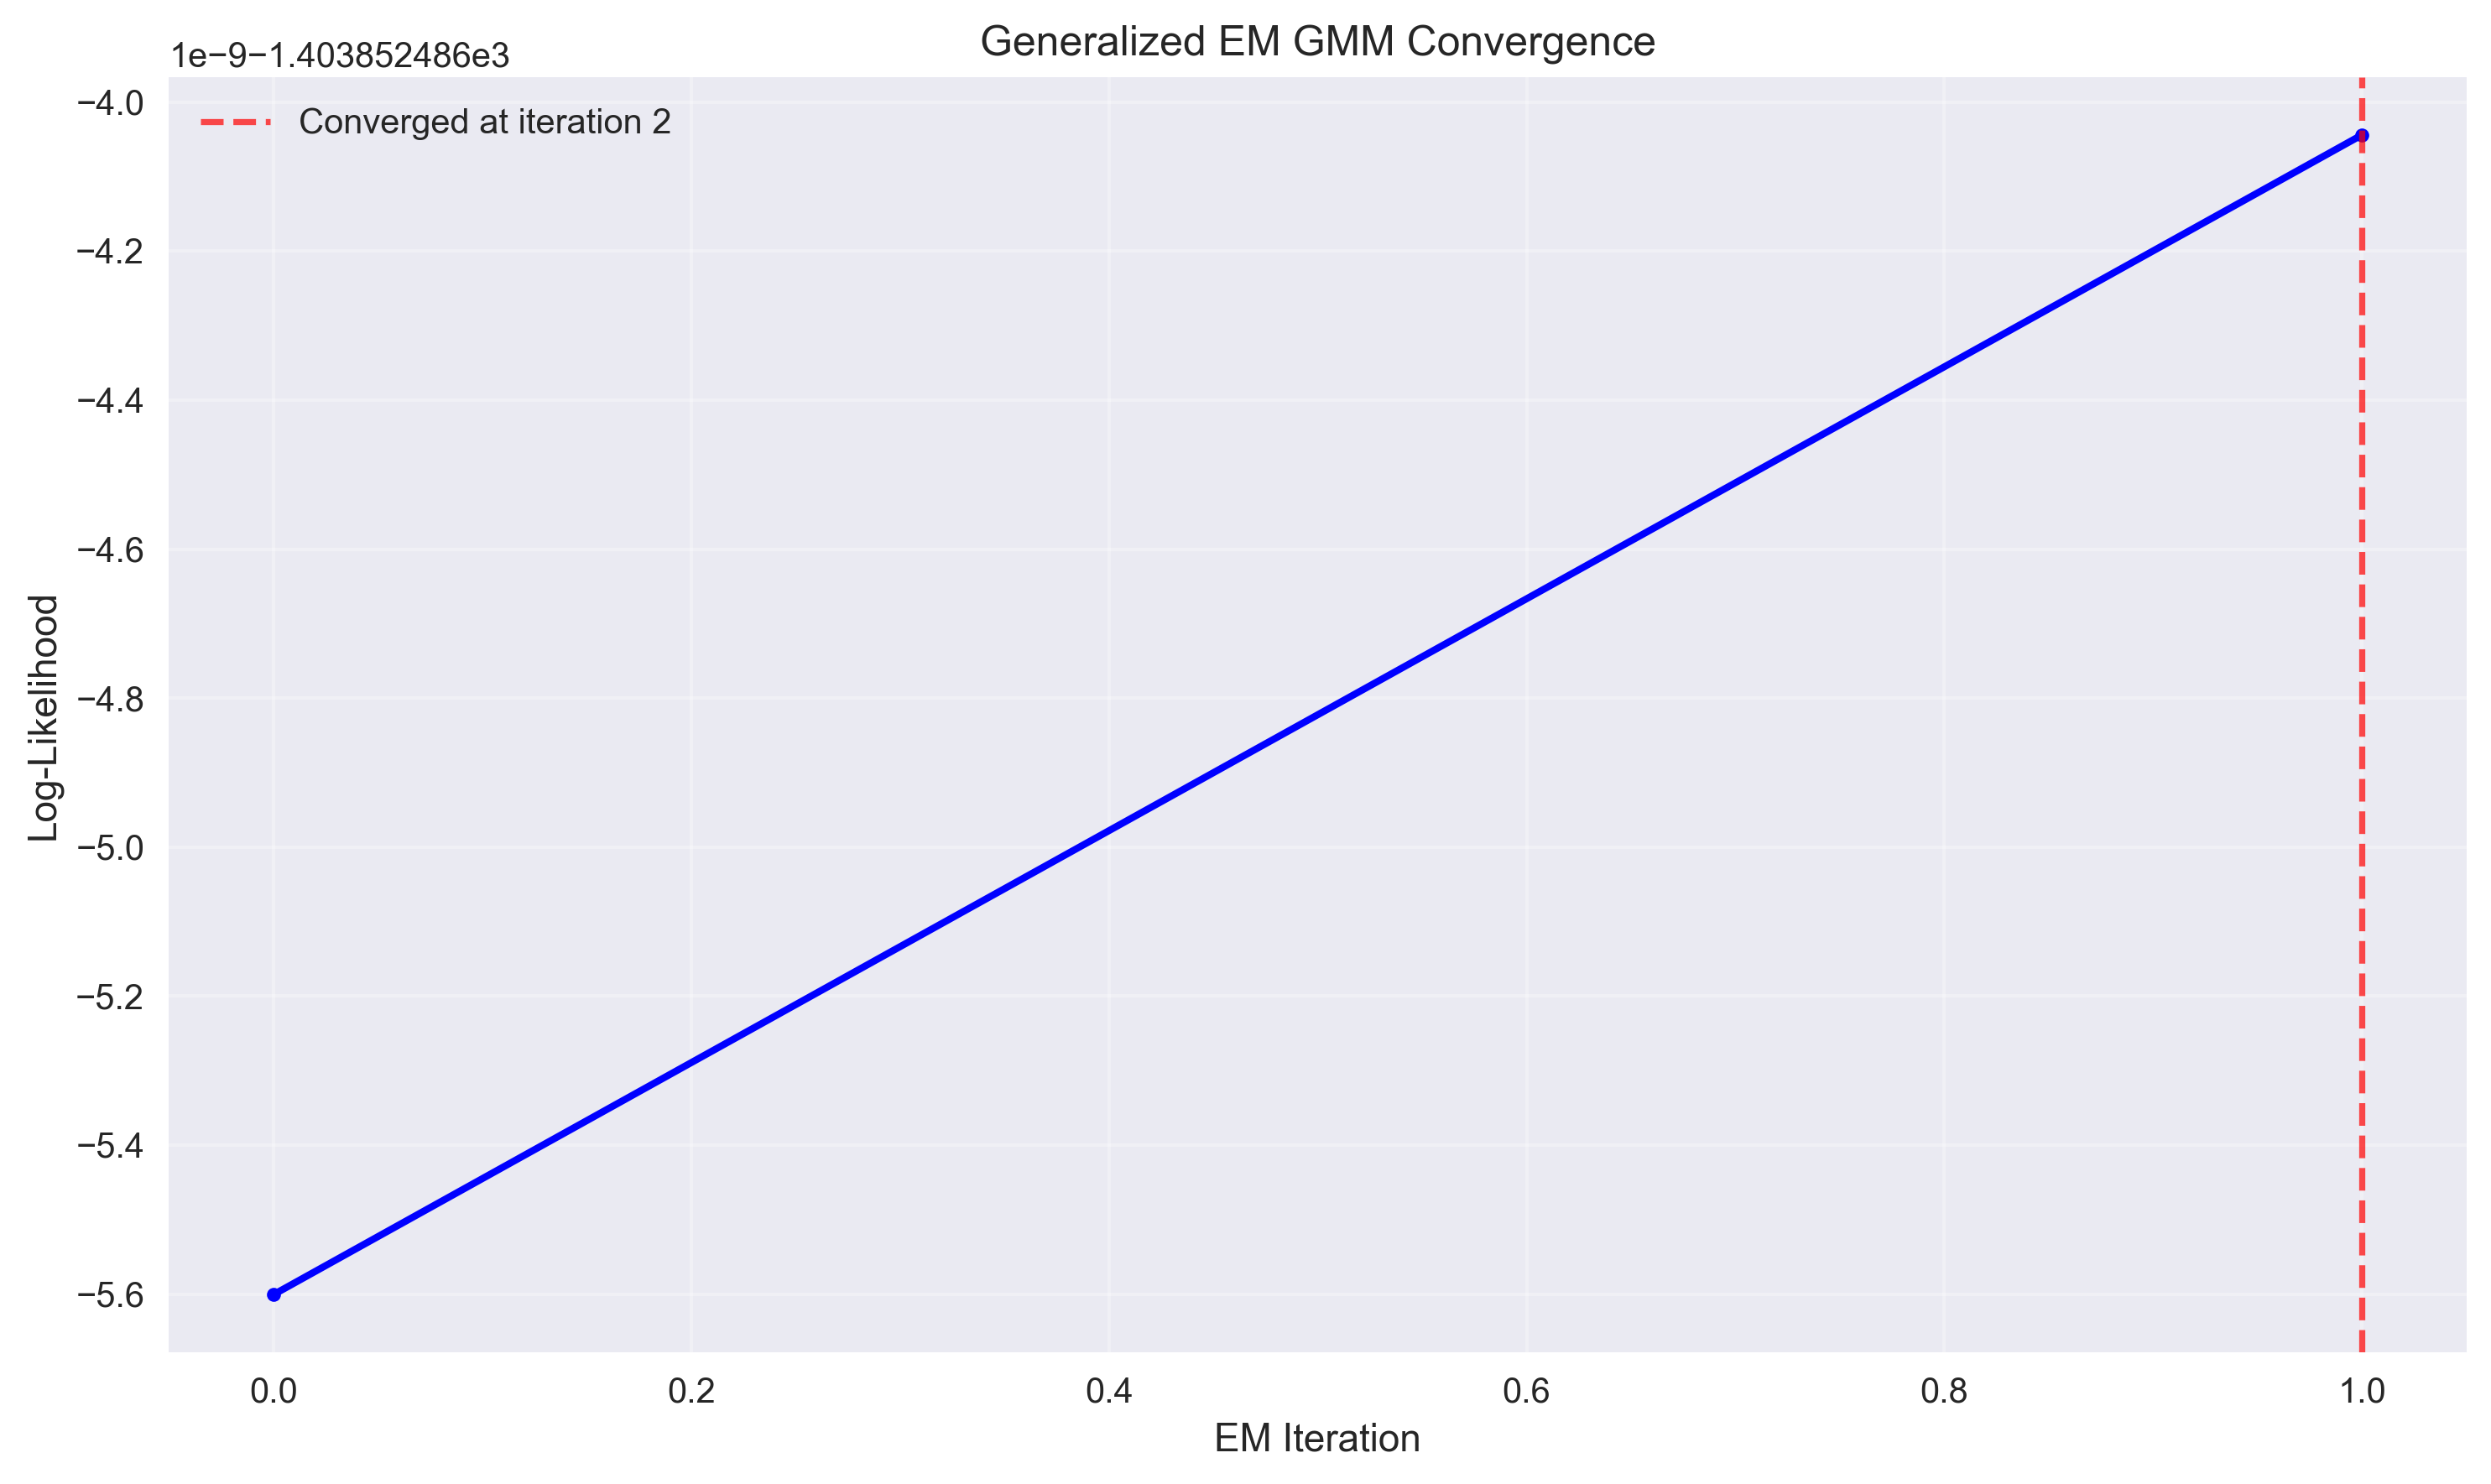 Generalized EM GMM Convergence
1e−9−1.403852486e3
Converged at iteration 2
Log-Likelihood
−4.0
−4.2
−4.4
−4.6
−4.8
−5.0
−5.2
−5.4
−5.6
0.0 0.2 0.4 0.6 0.8 1.0
EM Iteration